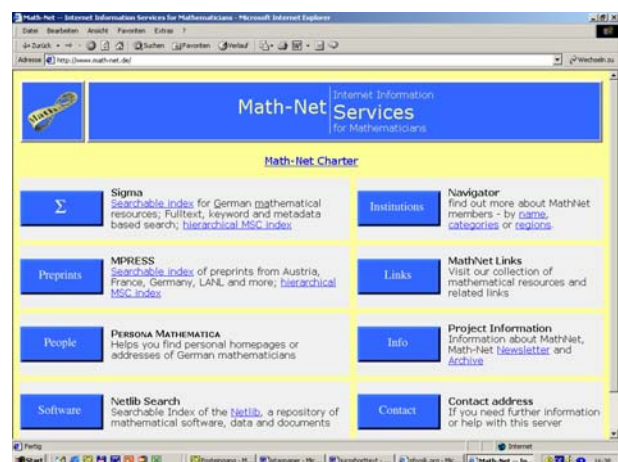 Math-Net -- Internet Information Services for Mathematicians - Microsoft Internet Explorer
Datei Bearbeiten Ansicht Favoriten Extras ?
Zurück Suchen Favoriten Verlauf
Adresse http://www.math-net.de/ Wechseln zu
Math-Net
Internet Information
Services
for Mathematicians
Math-Net Charter
Σ
Sigma
Searchable index for German mathematical
resources; Fulltext, keyword and metadata
based search; hierarchical MSC index
Institutions
Navigator
find out more about MathNet
members - by name,
categories or regions.
Preprints
MPRESS
Searchable index of preprints from Austria,
France, Germany, LANL and more; hierarchical
MSC index
Links
MathNet Links
Visit our collection of
mathematical resources and
related links
People
Persona Mathematica
Helps you find personal homepages or
addresses of German mathematicians
Info
Project Information
Information about MathNet,
Math-Net Newsletter and
Archive
Software
Netlib Search
Searchable Index of the Netlib, a repository of
mathematical software, data and documents
Contact
Contact address
If you need further information
or help with this server
Fertig Internet
Start